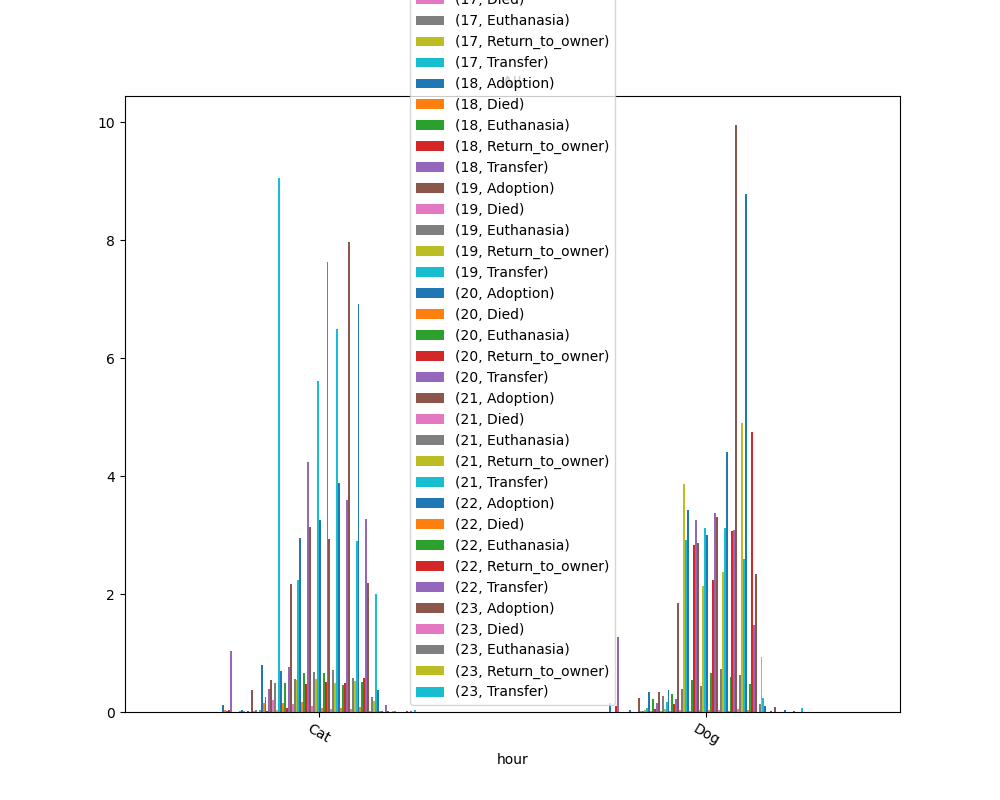 (17, Died)
(17, Euthanasia)
(17, Return_to_owner)
(17, Transfer)
(18, Adoption)
(18, Died)
(18, Euthanasia)
(18, Return_to_owner)
(18, Transfer)
(19, Adoption)
(19, Died)
(19, Euthanasia)
(19, Return_to_owner)
(19, Transfer)
(20, Adoption)
(20, Died)
(20, Euthanasia)
(20, Return_to_owner)
(20, Transfer)
(21, Adoption)
(21, Died)
(21, Euthanasia)
(21, Return_to_owner)
(21, Transfer)
(22, Adoption)
(22, Died)
(22, Euthanasia)
(22, Return_to_owner)
(22, Transfer)
(23, Adoption)
(23, Died)
(23, Euthanasia)
(23, Return_to_owner)
(23, Transfer)
10
8
6
4
2
0
Cat
Dog
hour